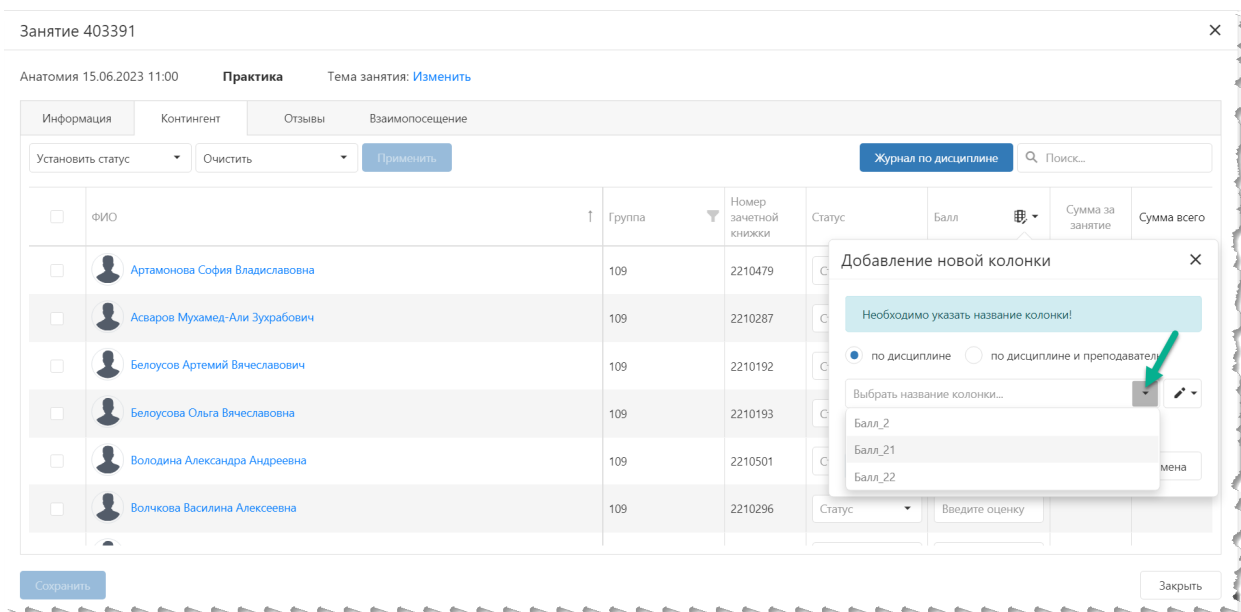 Занятие 403391
Анатомия 15.06.2023 11:00 Практика Тема занятия: Изменить
Информация Контингент Отзывы Взаимопосещение
Установить статус Очистить Применить Журнал по дисциплине Поиск...
ФИО Группа Номер зачетной книжки Статус Балл Сумма за занятие Сумма всего
Артамонова София Владиславовна 109 2210479
Асваров Мухамед-Али Зухрабович 109 2210287
Белоусов Артемий Вячеславович 109 2210192
Белоусова Ольга Вячеславовна 109 2210193
Володина Александра Андреевна 109 2210501
Волчкова Василина Алексеевна 109 2210296 Статус Введите оценку
Добавление новой колонки
Необходимо указать название колонки!
по дисциплине по дисциплине и преподавател
Выбрать название колонки...
Балл_2
Балл_21
Балл_22
мена
Сохранить Закрыть